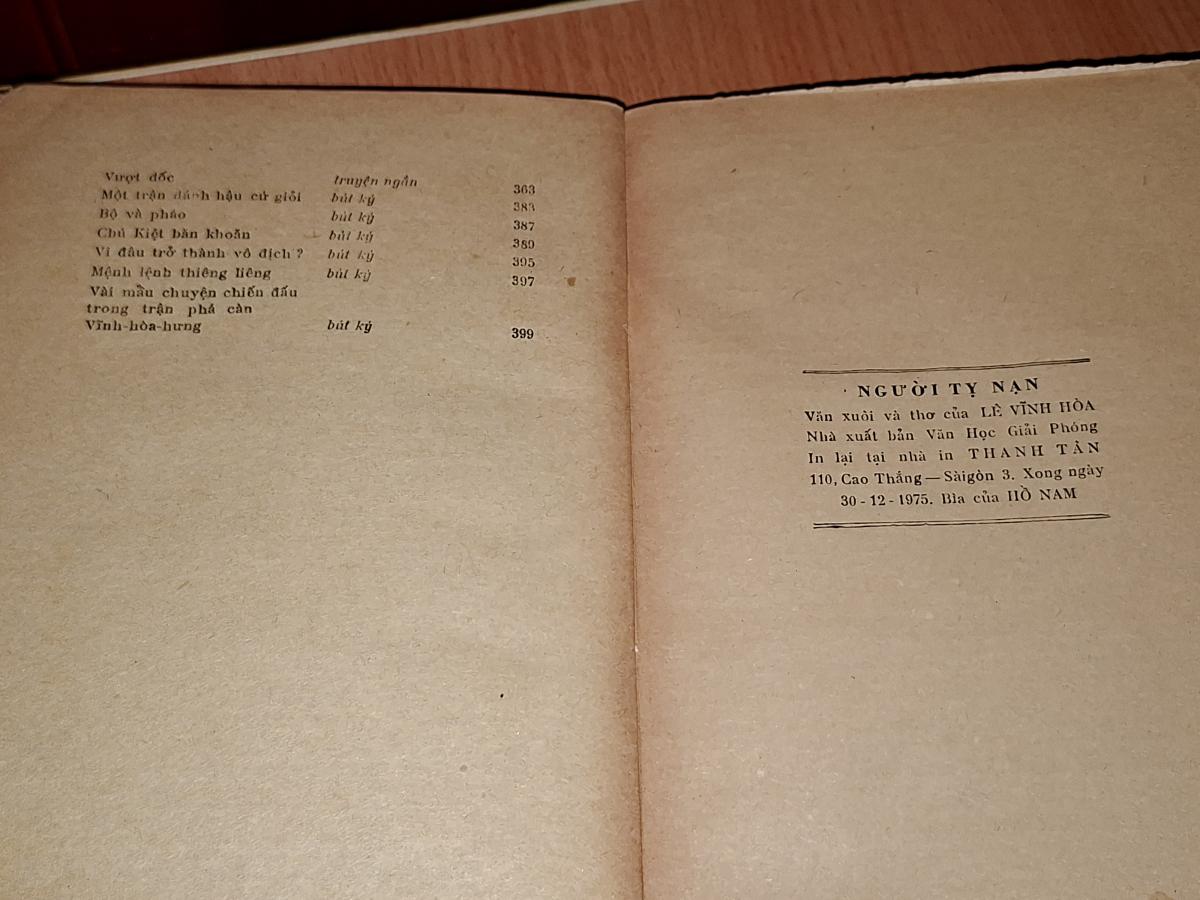 Vượt dốc truyện ngắn 363
Một trận đánh hậu cứ giỏi bút ký 383
Bộ và pháo bút ký 387
Chú Kiệt băn khoăn bút ký 389
Vì đâu trở thành vô địch ? bút ký 395
Mệnh lệnh thiêng liêng bút ký 397
Vài mẩu chuyện chiến đấu
trong trận phá càn
Vĩnh-hòa-hưng bút ký 399
NGƯỜI TỴ NẠN
Văn xuôi và thơ của LÊ VĨNH HÒA
Nhà xuất bản Văn Học Giải Phóng
In lại tại nhà in THANH TÂN
110, Cao Thắng — Sàigòn 3. Xong ngày
30 - 12 - 1975. Bìa của HỒ NAM